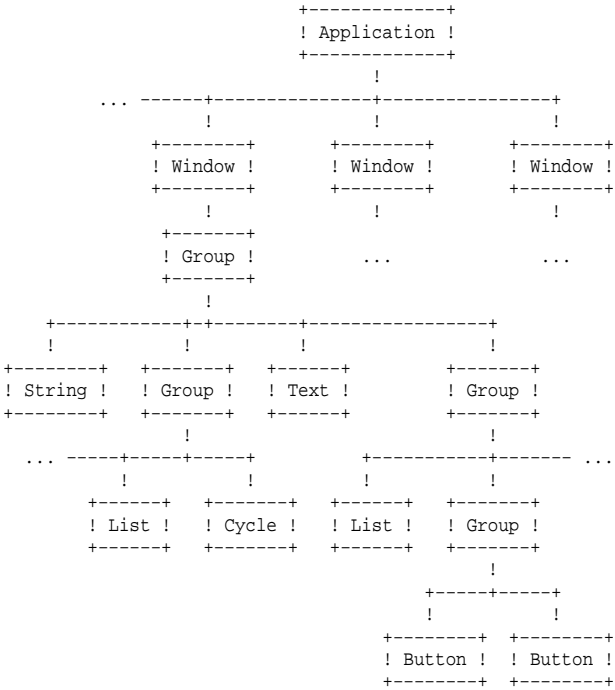 Application
...
Window Window Window
Group ... ...
String Group Text Group
... ...
List Cycle List Group
Button Button